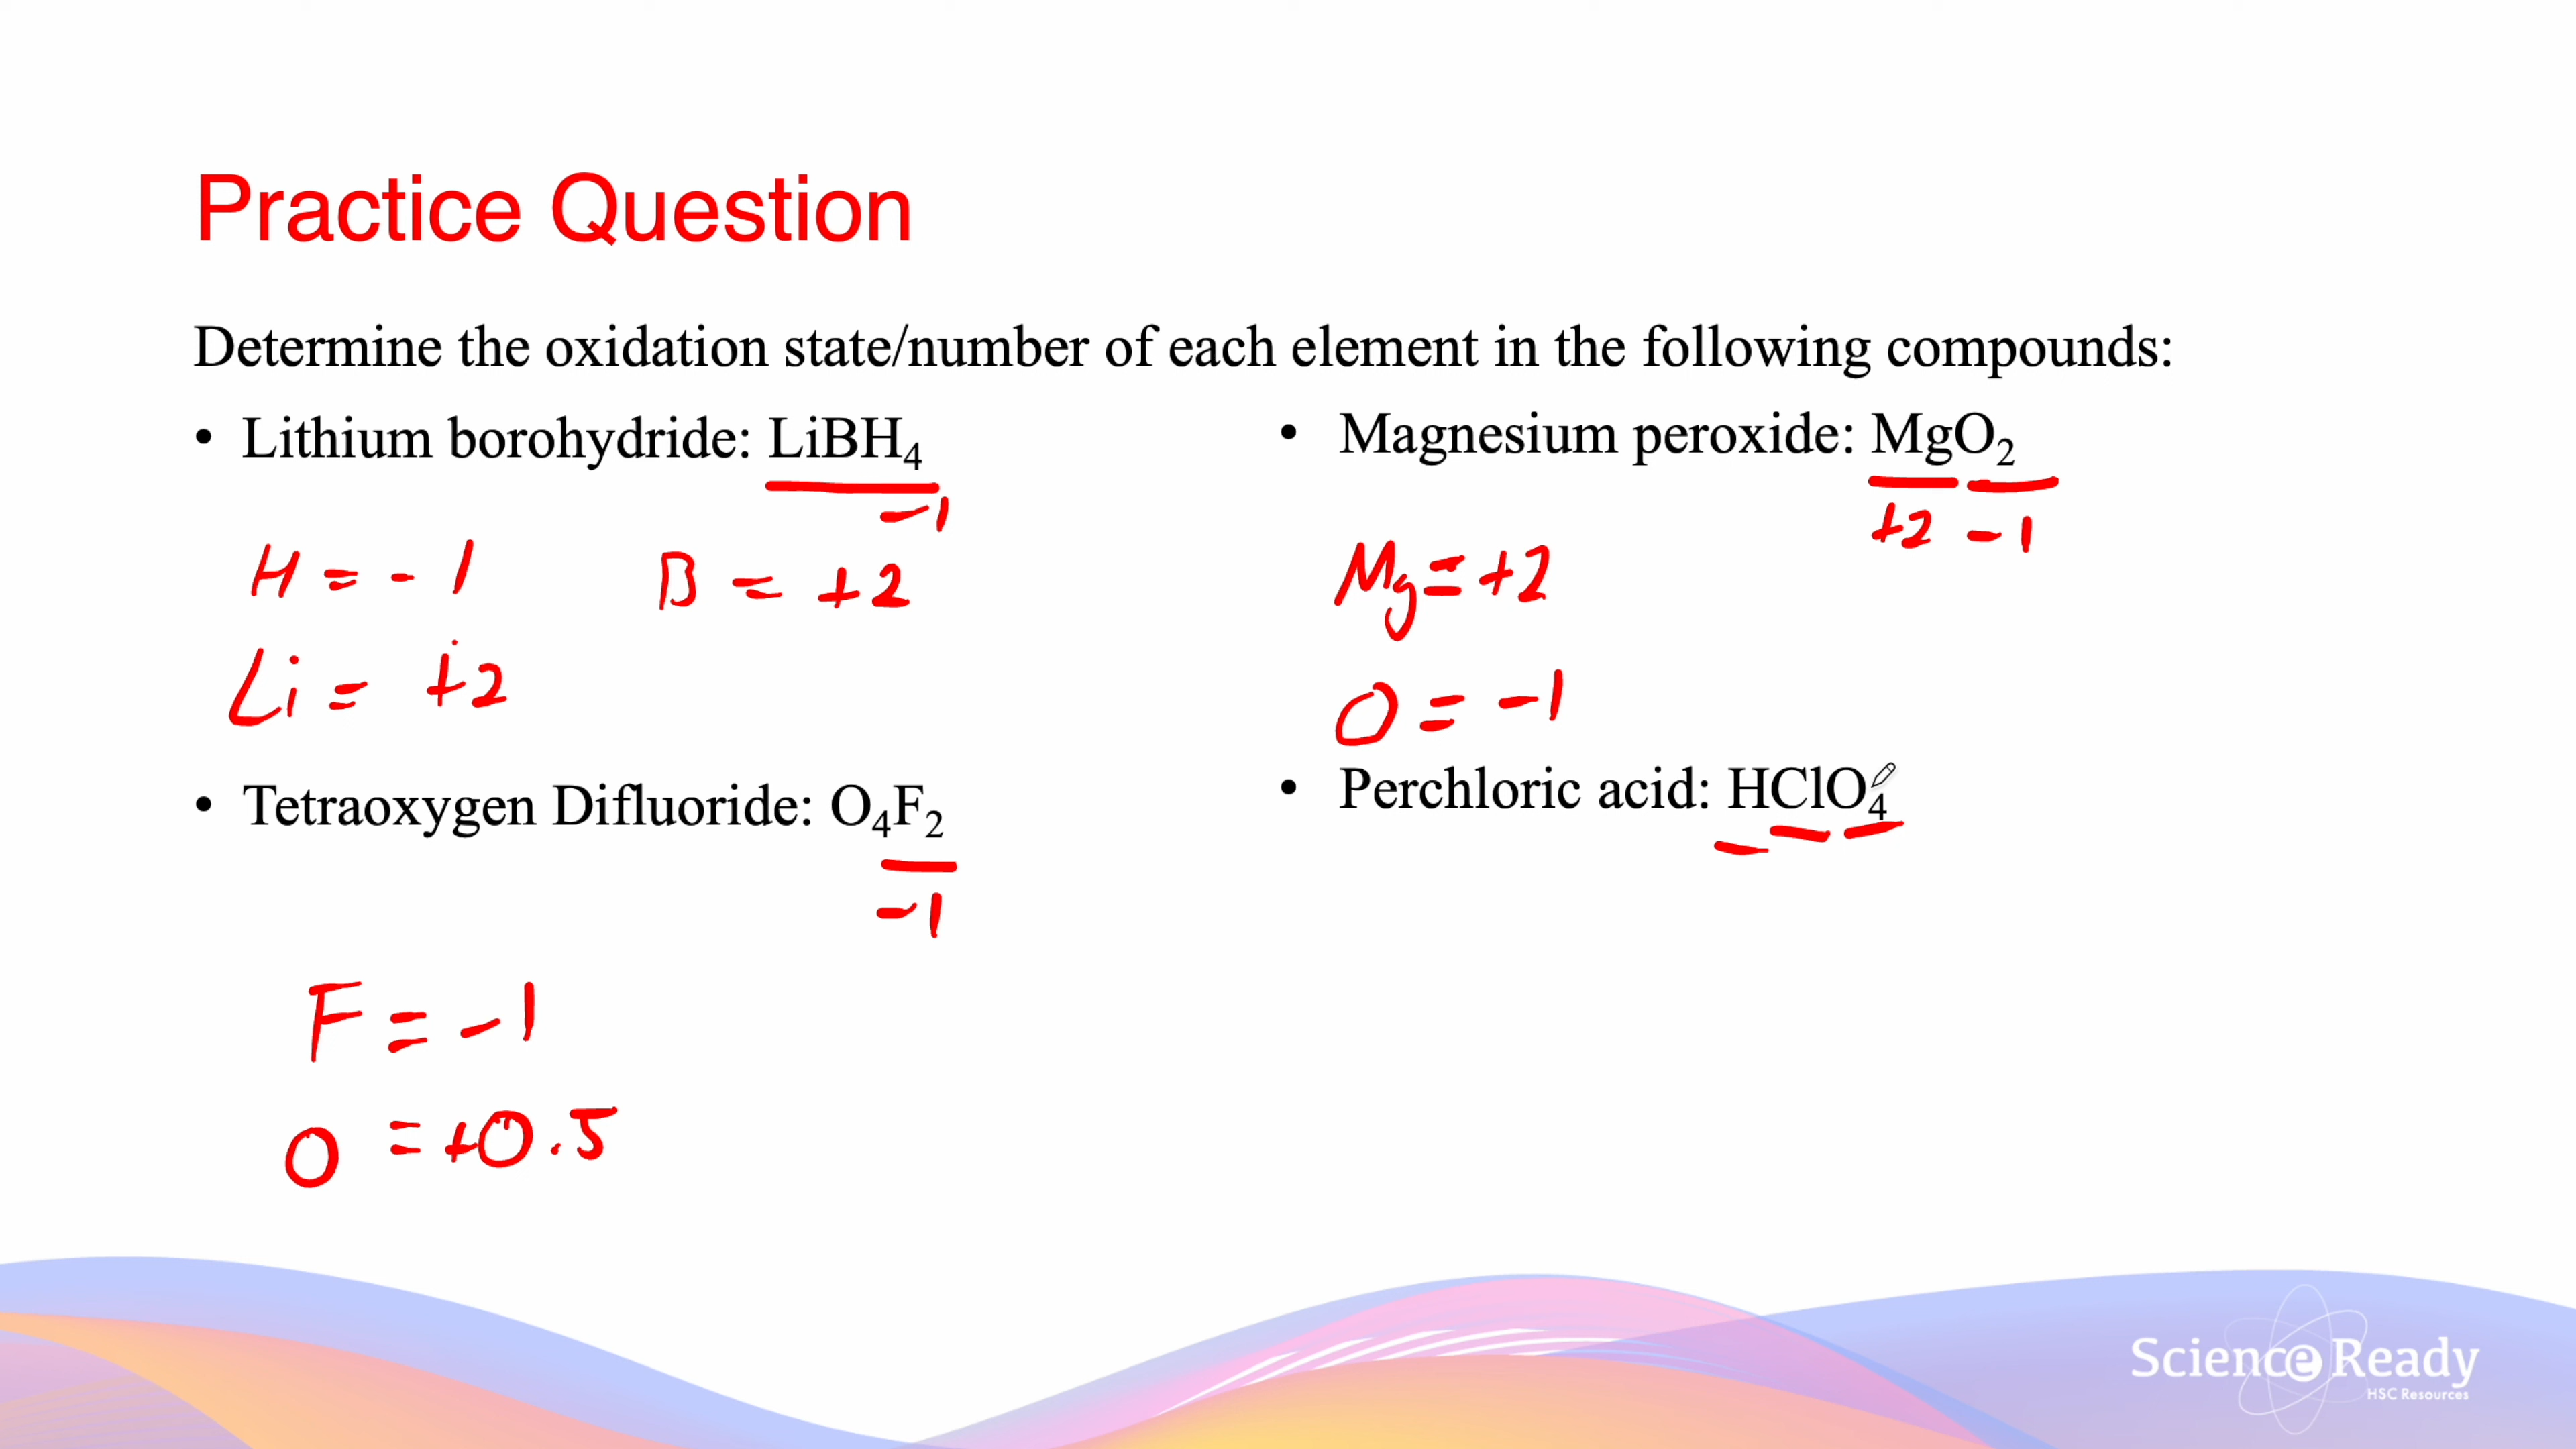 Practice Question
Determine the oxidation state/number of each element in the following compounds:
• Lithium borohydride: LiBH₄
−1
H = - 1
B = +2
Li = +2
• Tetraoxygen Difluoride: O₄F₂
−1
F = −1
O = +0.5
• Magnesium peroxide: MgO₂
+2 −1
Mg = +2
O = −1
• Perchloric acid: HClO₄
Science Ready
HSC Resources